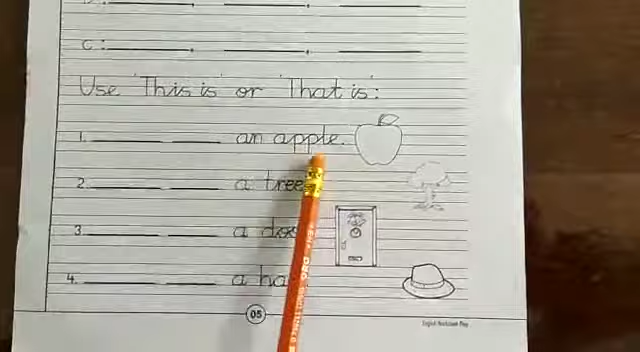 c:
Use 'This is' or 'That is':
1. an apple.
2. a tree
3. a
4. a
05